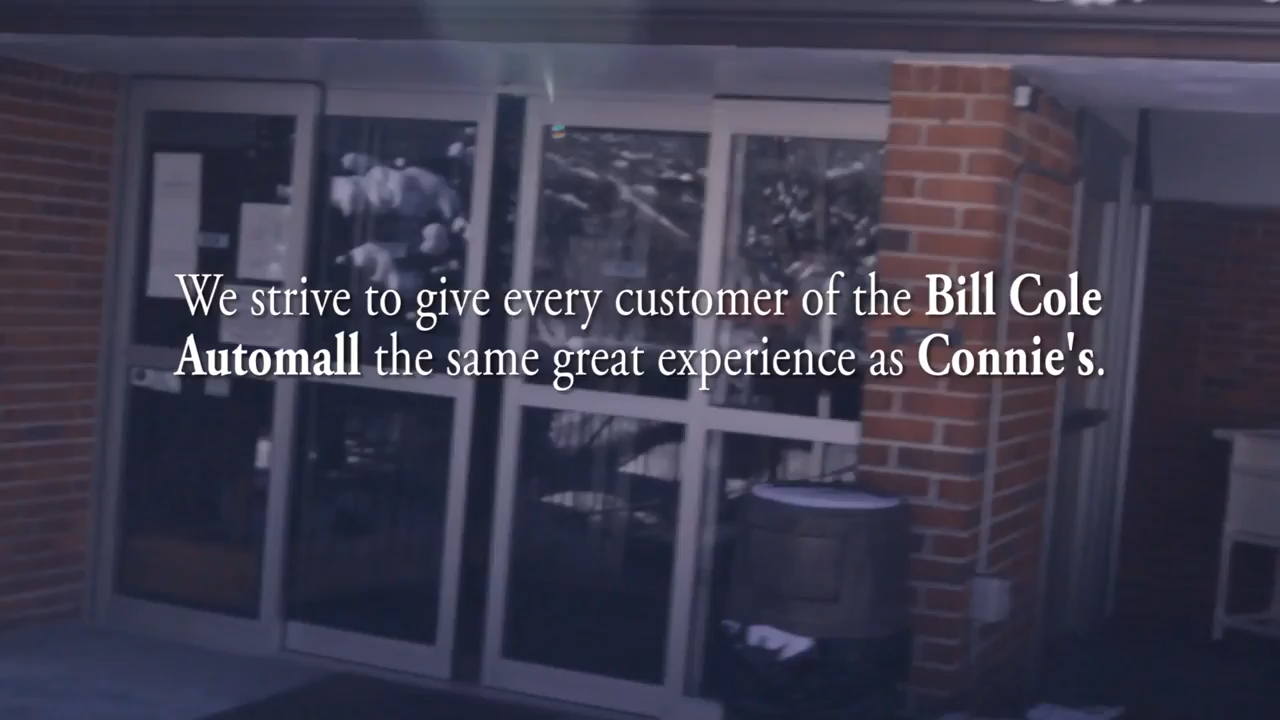 We strive to give every customer of the Bill Cole
Automall the same great experience as Connie's.